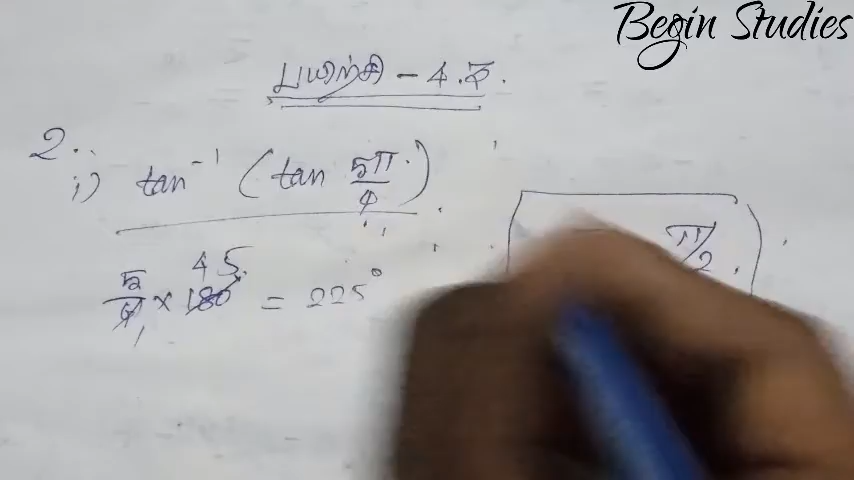 Begin Studies
பயிற்சி – 4.5.
2.
i) tan⁻¹ (tan 5π/4)
π/2
45
5/4 × 180 = 225°